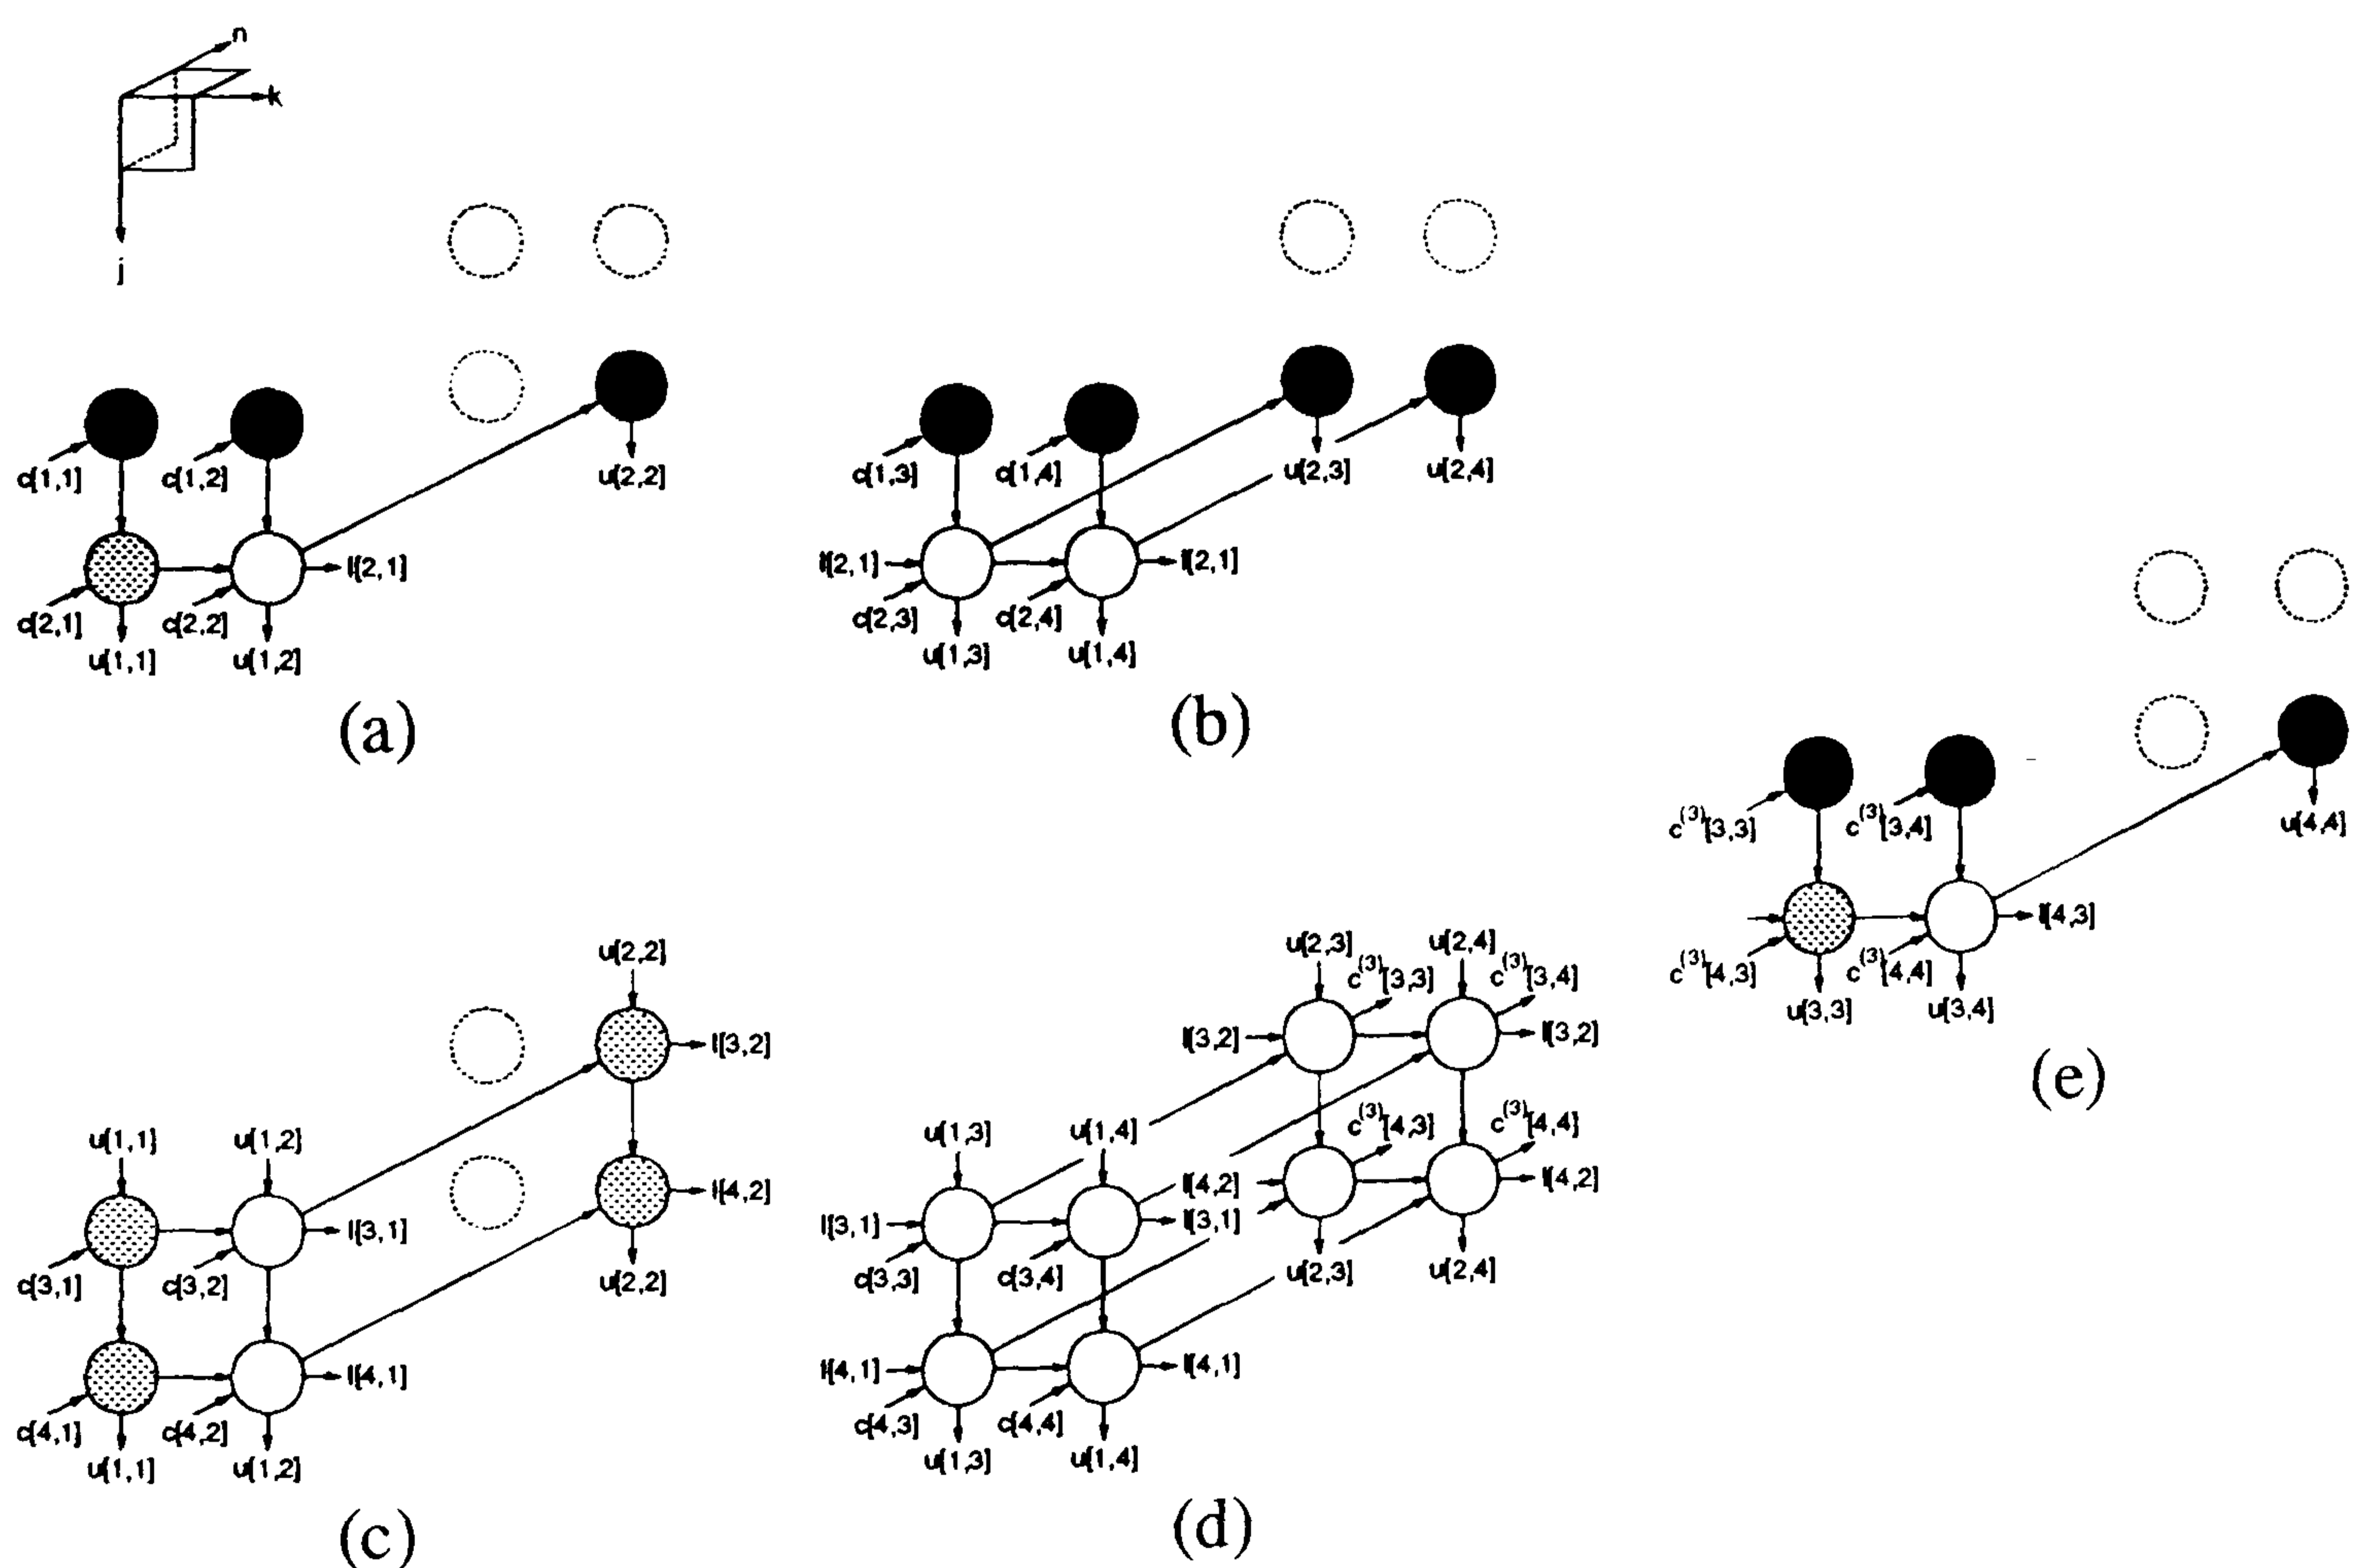 n
k
j
c[1,1]
c[1,2]
u[2,2]
c[2,1]
c[2,2]
l[2,1]
u[1,1]
u[1,2]
(a)
c[1,3]
c[1,4]
u[2,3]
u[2,4]
l[2,1]
l[2,1]
c[2,3]
c[2,4]
u[1,3]
u[1,4]
(b)
u[2,2]
l[3,2]
u[1,1]
u[1,2]
l[4,2]
l[3,1]
c[3,1]
c[3,2]
u[2,2]
l[4,1]
c[4,1]
c[4,2]
u[1,1]
u[1,2]
(c)
u[2,3]
u[2,4]
c(3)[3,3]
c(3)[3,4]
l[3,2]
l[3,2]
u[1,3]
u[1,4]
c(3)[4,3]
c(3)[4,4]
l[4,2]
l[4,2]
l[3,1]
l[3,1]
c[3,3]
c[3,4]
u[2,3]
u[2,4]
l[4,1]
l[4,1]
c[4,3]
c[4,4]
u[1,3]
u[1,4]
(d)
c(3)[3,3]
c(3)[3,4]
u[4,4]
l[4,3]
c(3)[4,3]
c(3)[4,4]
u[3,3]
u[3,4]
(e)